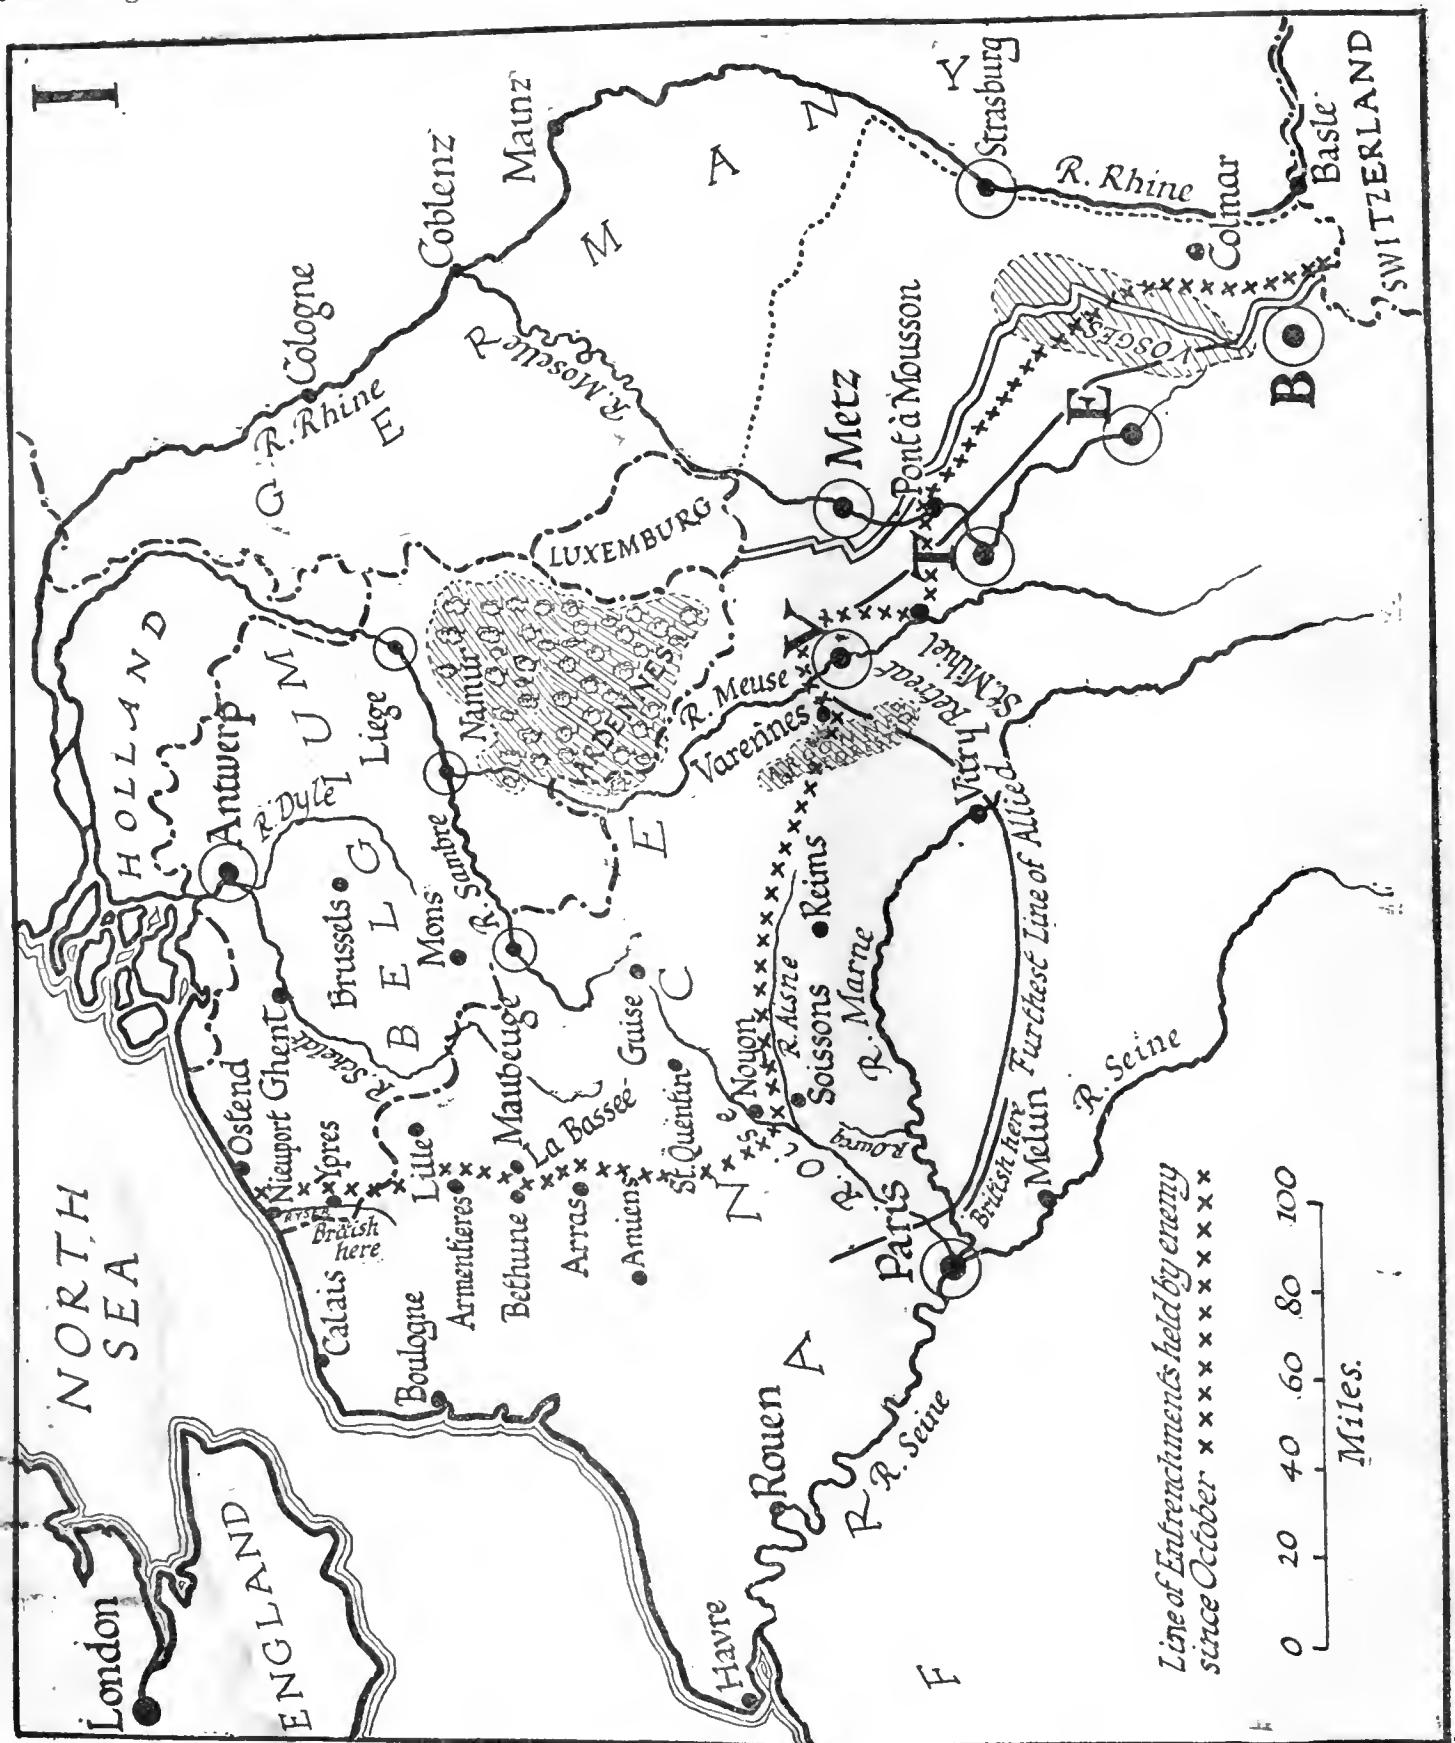 I
NORTH
SEA
London
ENGLAND
HOLLAND
Antwerp
R. Dyle
Ostend
Nieuport
Ghent
R. Scheldt
Brussels
BELGIUM
Liege
Cologne
R. Rhine
Coblenz
Mainz
R. Moselle
GERMANY
R
Calais
YSER
British
here
Ypres
Lille
Mons
R. Sambre
Namur
ARDENNES
LUXEMBURG
Boulogne
Armentieres
Bethune
La Bassée
Maubeuge
Arras
Amiens
St. Quentin
Guise
Noyon
R. Aisne
Soissons
Reims
R. Marne
R. Ourcq
R. Meuse
Varennes
V
Metz
Pont à Mousson
T
E
B
St. Mihiel
Vitry
Havre
Rouen
R. Seine
Paris
British here
Melun
Furthest Line of Allied Retreat
R. Seine
FRANCE
VOSGES
Strasburg
R. Rhine
Colmar
Basle
SWITZERLAND
Line of Entrenchments held by enemy
since October x x x x x x x x x x x x
0 20 40 60 80 100
Miles.